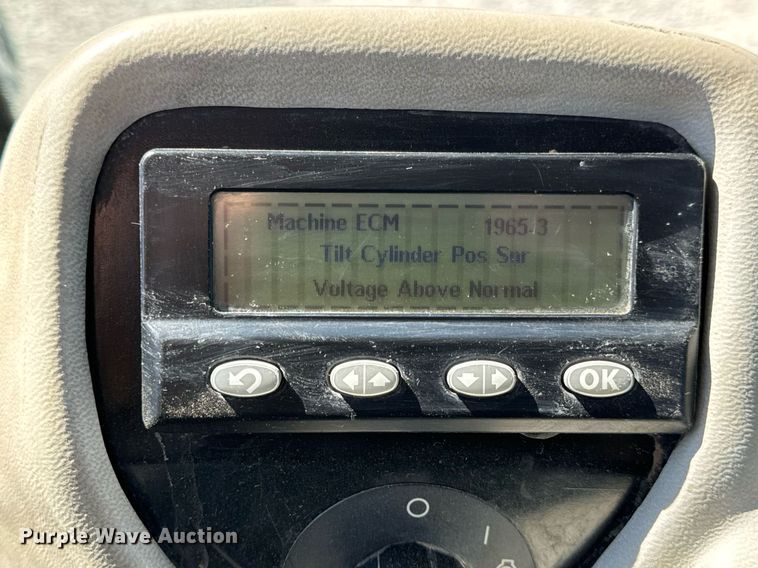 Machine ECM 1965-3
Tilt Cylinder Pos Snr
Voltage Above Normal
OK
Purple Wave Auction